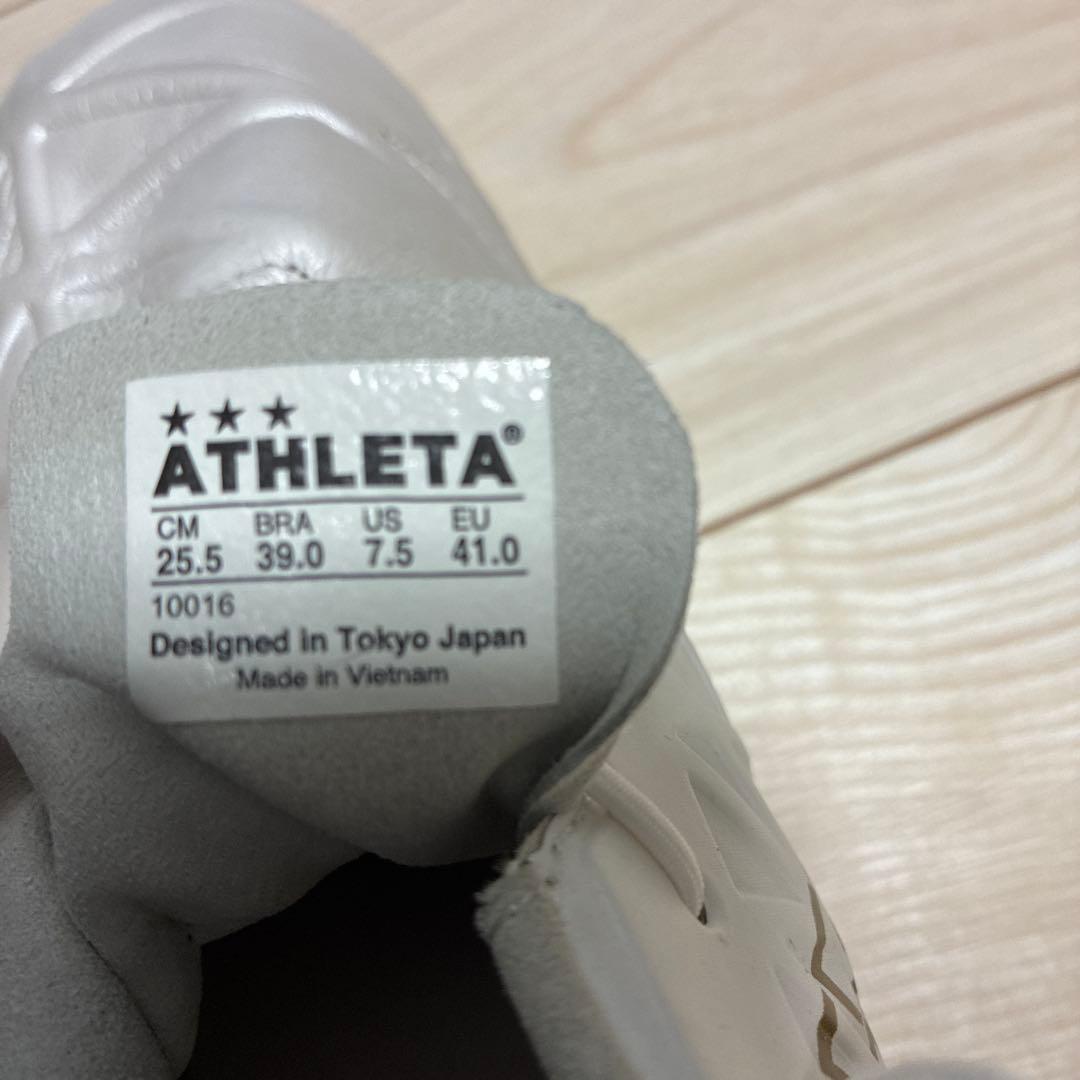 ★★★
ATHLETA®
CM BRA US EU
25.5 39.0 7.5 41.0
10016
Designed in Tokyo Japan
Made in Vietnam